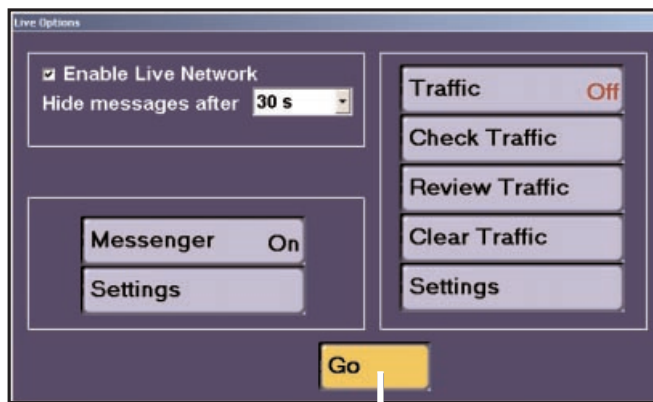 Live Options
Enable Live Network
Hide messages after 30 s
Messenger On
Settings
Traffic Off
Check Traffic
Review Traffic
Clear Traffic
Settings
Go